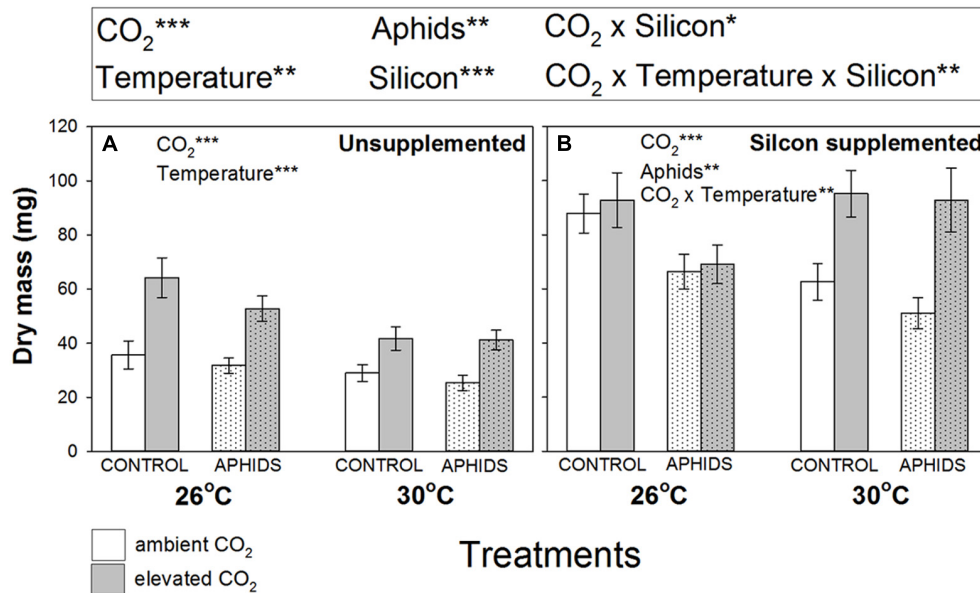 CO₂*** Aphids** CO₂ x Silicon*
Temperature** Silicon*** CO₂ x Temperature x Silicon**
A CO₂*** Unsupplemented
Temperature***
B CO₂*** Silcon supplemented
Aphids**
CO₂ x Temperature**
Dry mass (mg)
120
100
80
60
40
20
0
CONTROL APHIDS CONTROL APHIDS CONTROL APHIDS CONTROL APHIDS
26°C 30°C 26°C 30°C
ambient CO₂
elevated CO₂
Treatments